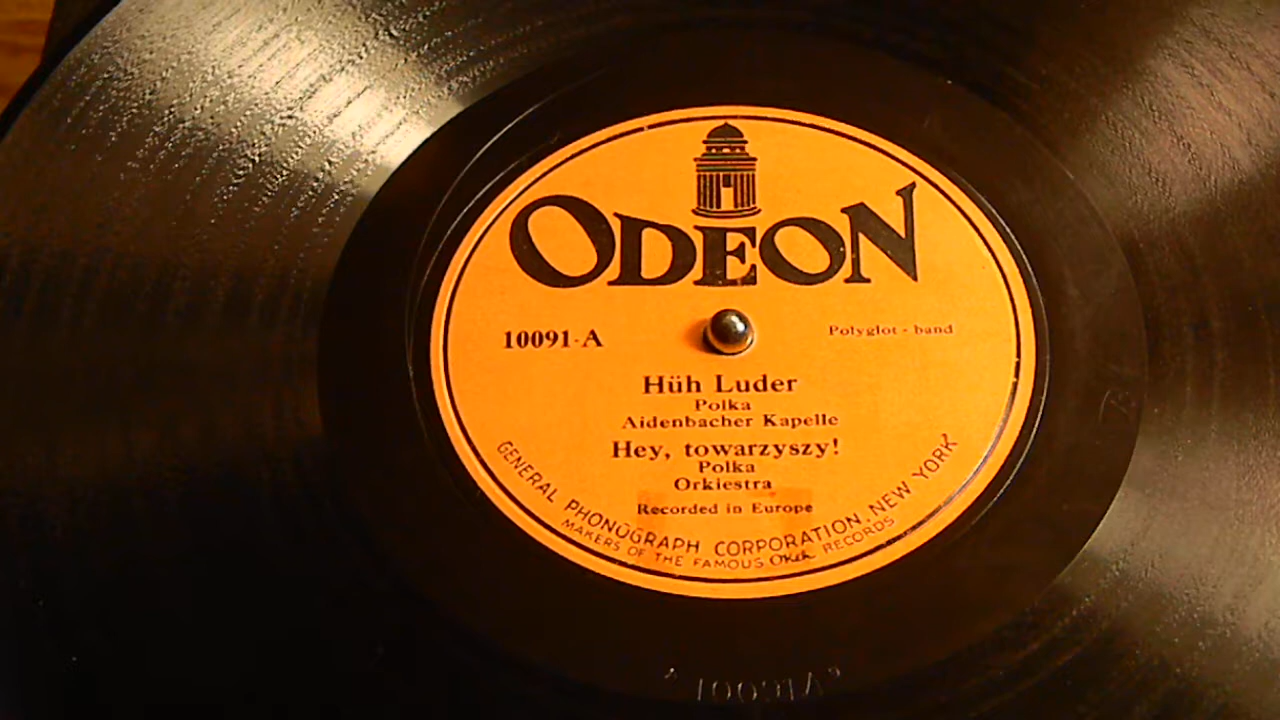 ODEON
10091-A
Polyglot - band
Hüh Luder
Polka
Aidenbacher Kapelle
Hey, towarzyszy!
Polka
Orkiestra
Recorded in Europe
GENERAL PHONOGRAPH CORPORATION. NEW YORK
MAKERS OF THE FAMOUS OKeh RECORDS